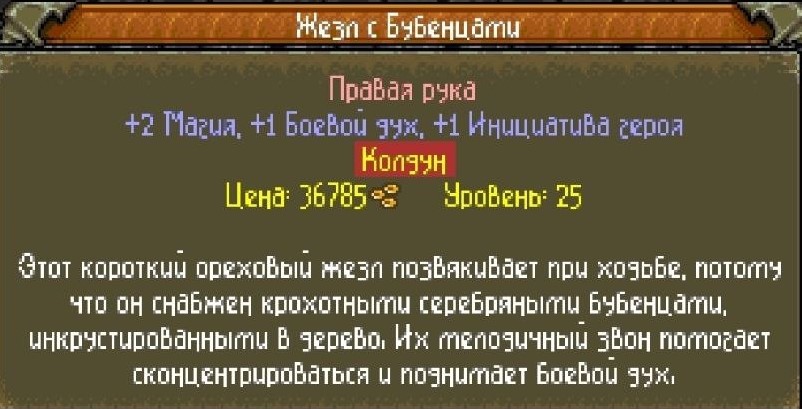 Жезл с Бубенцами
Правая рука
+2 Магия, +1 Боевой дух, +1 Инициатива героя
Колдун
Цена: 36785 Уровень: 25
Этот короткий ореховый жезл позвякивает при ходьбе, потому
что он снабжен крохотными серебряными бубенцами,
инкрустированными в дерево. Их мелодичный звон помогает
сконцентрироваться и поднимает боевой дух.